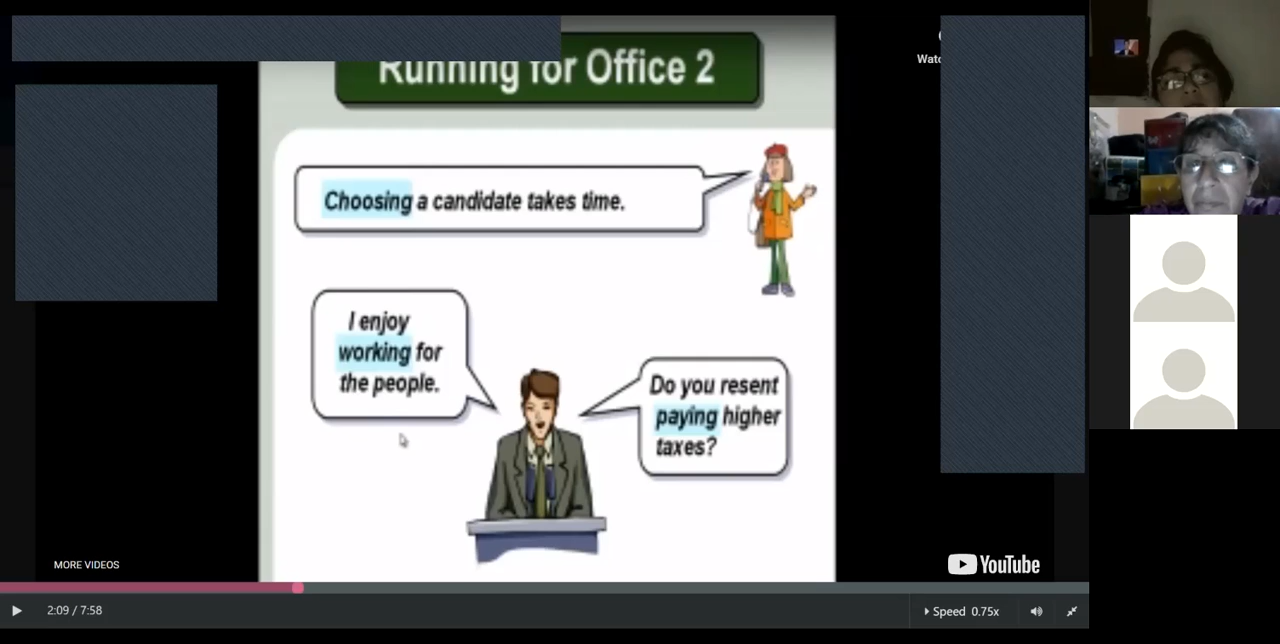 Running for Office 2
Choosing a candidate takes time.
I enjoy
working for
the people.
Do you resent
paying higher
taxes?
MORE VIDEOS
YouTube
2:09 / 7:58
Speed 0.75x